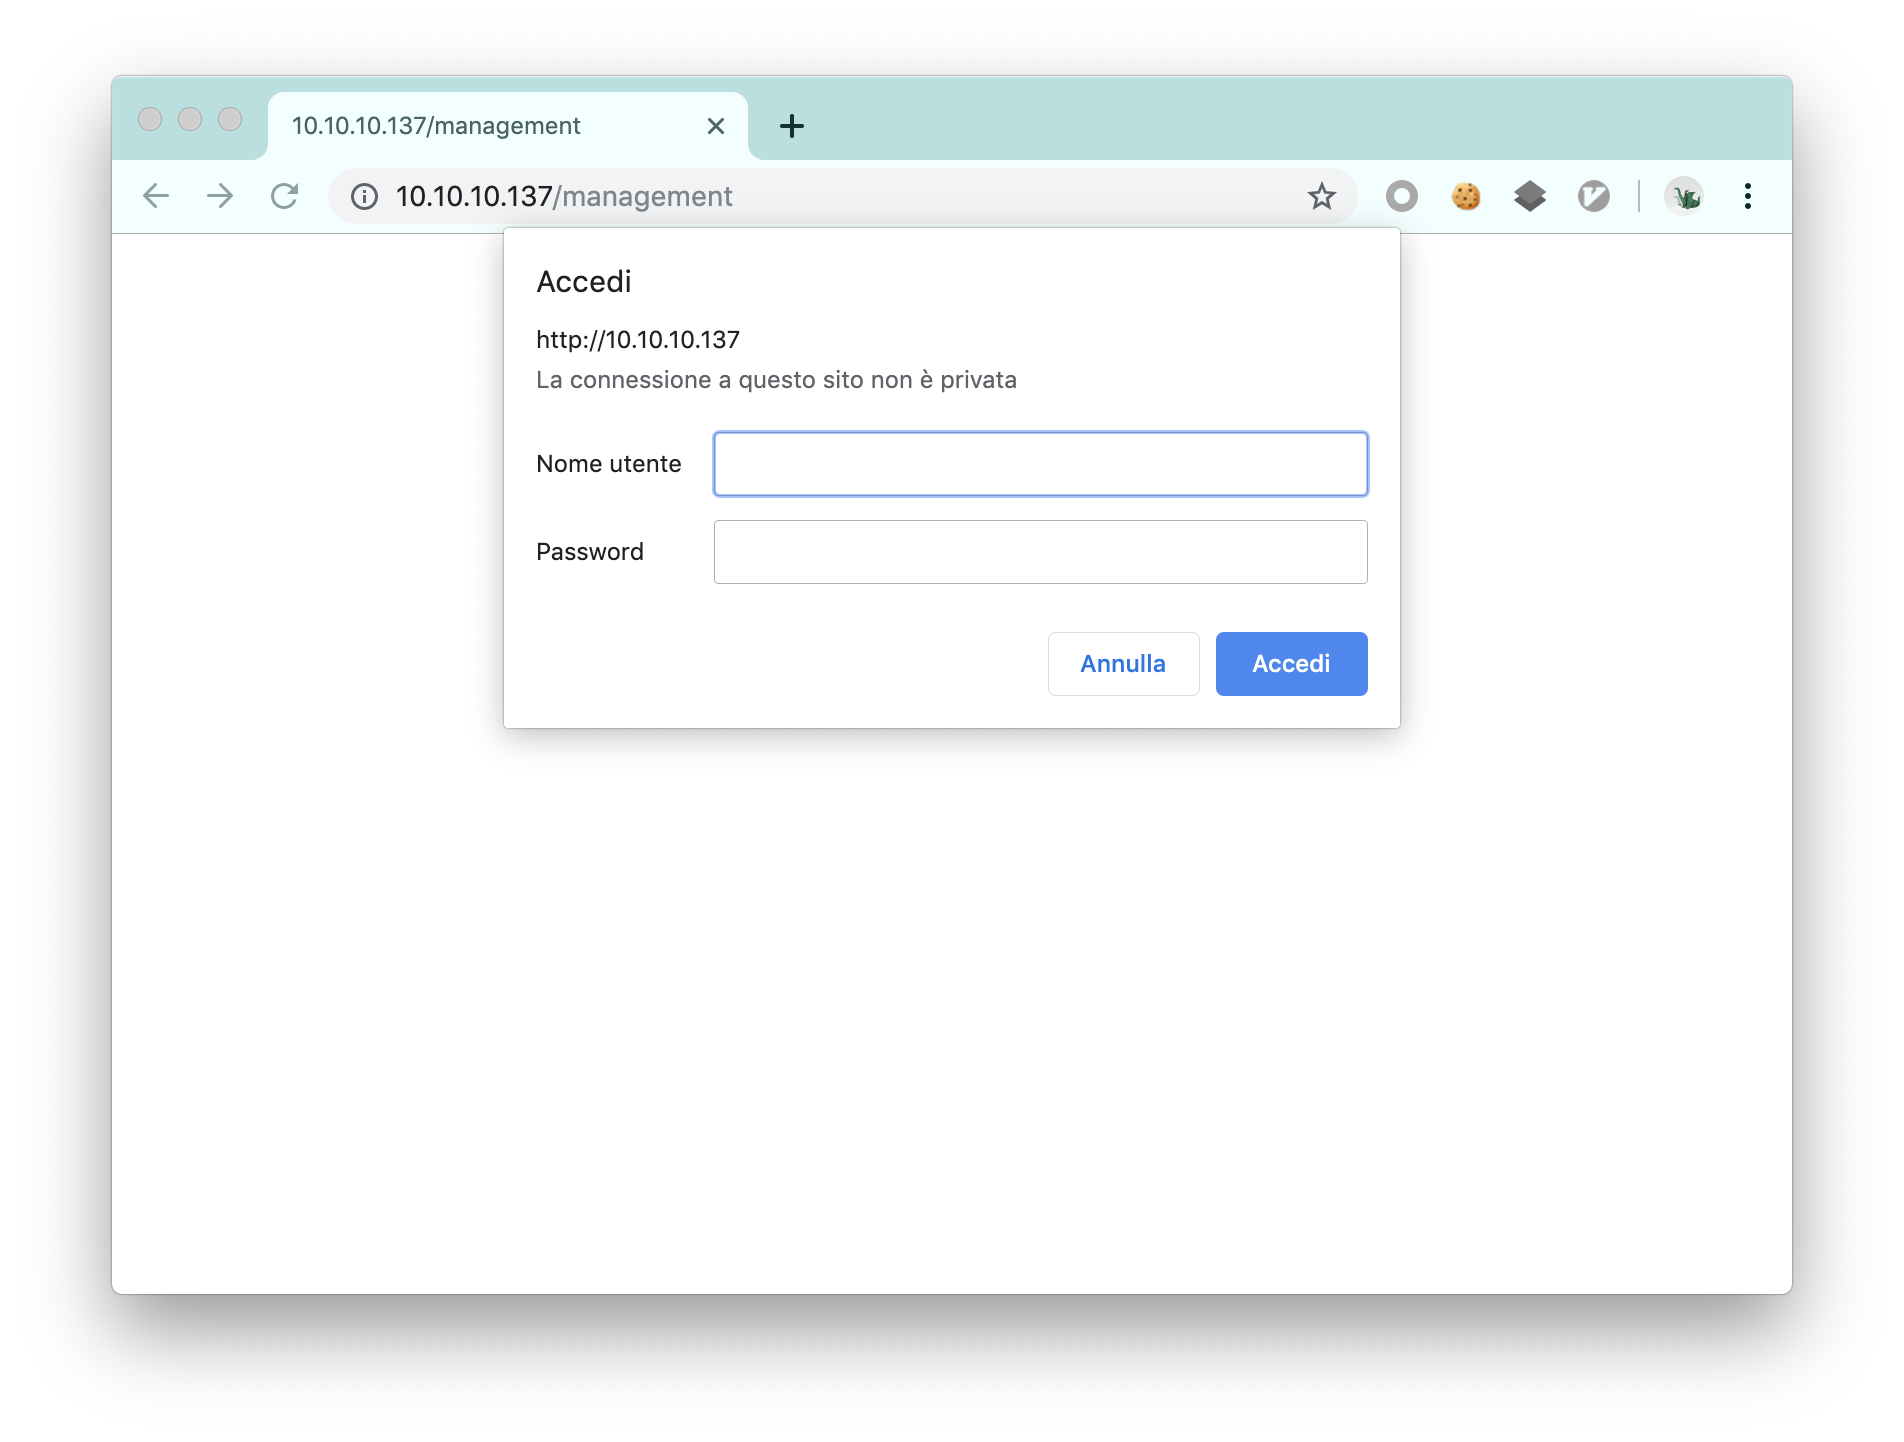 10.10.10.137/management
10.10.10.137/management
Accedi
http://10.10.10.137
La connessione a questo sito non è privata
Nome utente
Password
Annulla Accedi